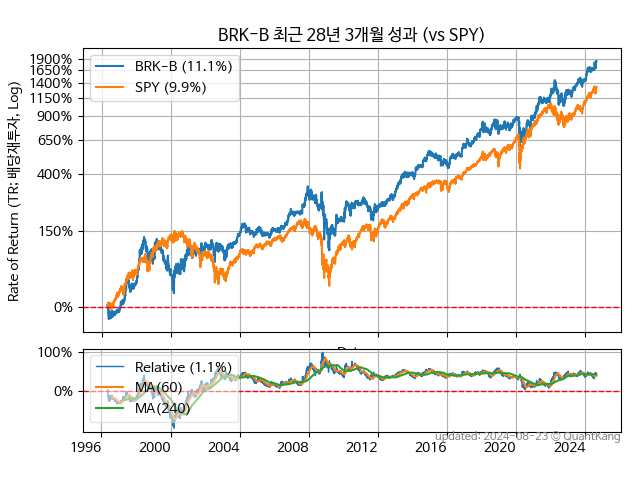 BRK-B 최근 28년 3개월 성과 (vs SPY)
Rate of Return (TR; 배당재투자, Log)
1900%
1650%
1400%
1150%
900%
650%
400%
150%
0%
BRK-B (11.1%)
SPY (9.9%)
100%
0%
Relative (1.1%)
MA(60)
MA(240)
1996 2000 2004 2008 2012 2016 2020 2024
updated: 2024-08-23 © QuantKang